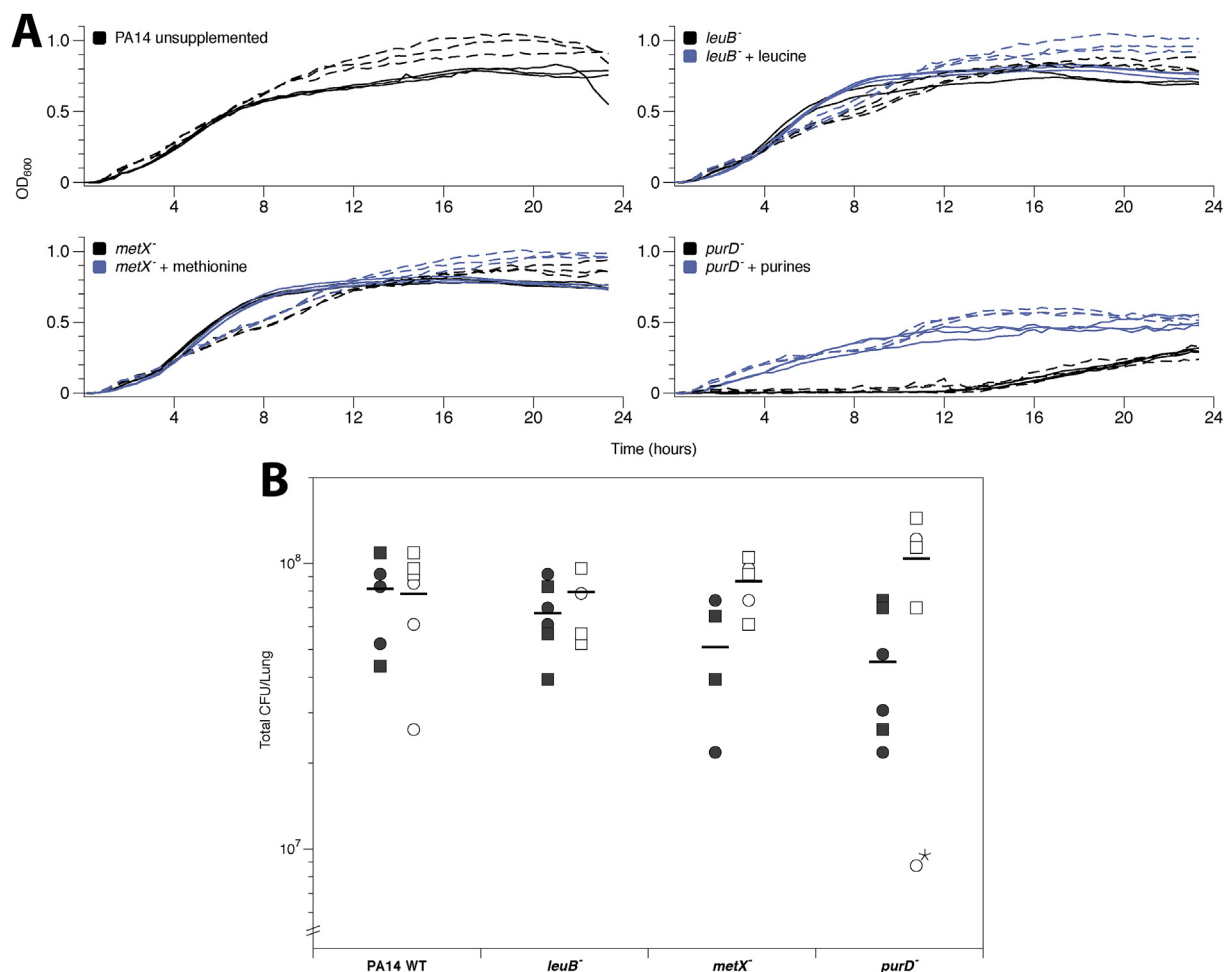 A
PA14 unsupplemented
1.0
0.5
0
4 8 12 16 20 24
leuB-
leuB- + leucine
1.0
0.5
0
4 8 12 16 20 24
OD600
metX-
metX- + methionine
1.0
0.5
0
4 8 12 16 20 24
purD-
purD- + purines
1.0
0.5
0
4 8 12 16 20 24
Time (hours)
B
Total CFU/Lung
10^8
10^7
*
PA14 WT leuB- metX- purD-